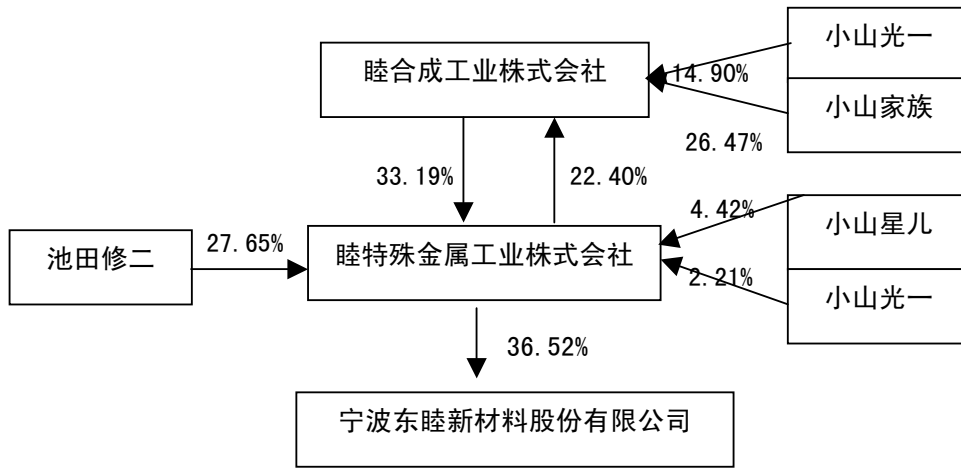 小山光一
睦合成工业株式会社
14.90%
小山家族
26.47%
33.19%
22.40%
4.42%
小山星儿
池田修二
27.65%
睦特殊金属工业株式会社
2.21%
小山光一
36.52%
宁波东睦新材料股份有限公司